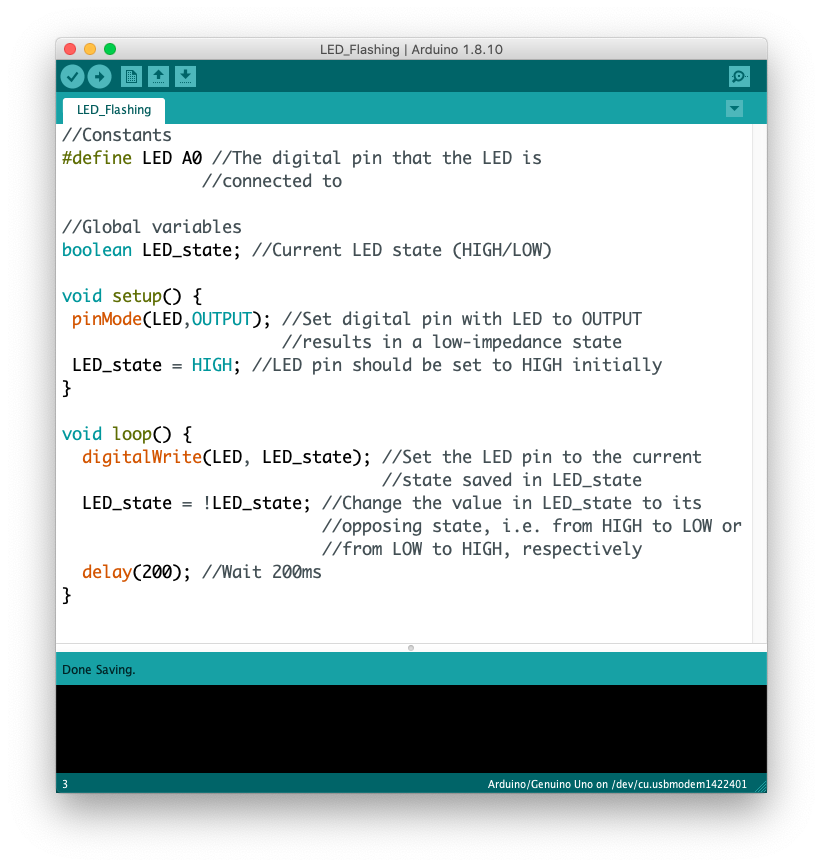 LED_Flashing | Arduino 1.8.10
LED_Flashing
//Constants
#define LED A0 //The digital pin that the LED is
//connected to
//Global variables
boolean LED_state; //Current LED state (HIGH/LOW)
void setup() {
pinMode(LED,OUTPUT); //Set digital pin with LED to OUTPUT
//results in a low-impedance state
LED_state = HIGH; //LED pin should be set to HIGH initially
}
void loop() {
digitalWrite(LED, LED_state); //Set the LED pin to the current
//state saved in LED_state
LED_state = !LED_state; //Change the value in LED_state to its
//opposing state, i.e. from HIGH to LOW or
//from LOW to HIGH, respectively
delay(200); //Wait 200ms
}
Done Saving.
3 Arduino/Genuino Uno on /dev/cu.usbmodem1422401